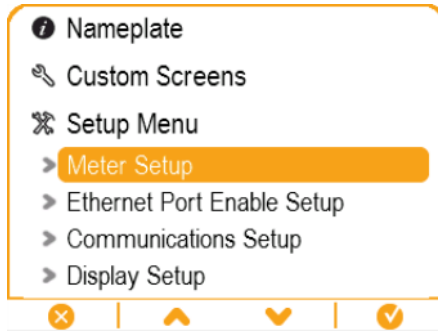 Nameplate
Custom Screens
Setup Menu
Meter Setup
Ethernet Port Enable Setup
Communications Setup
Display Setup